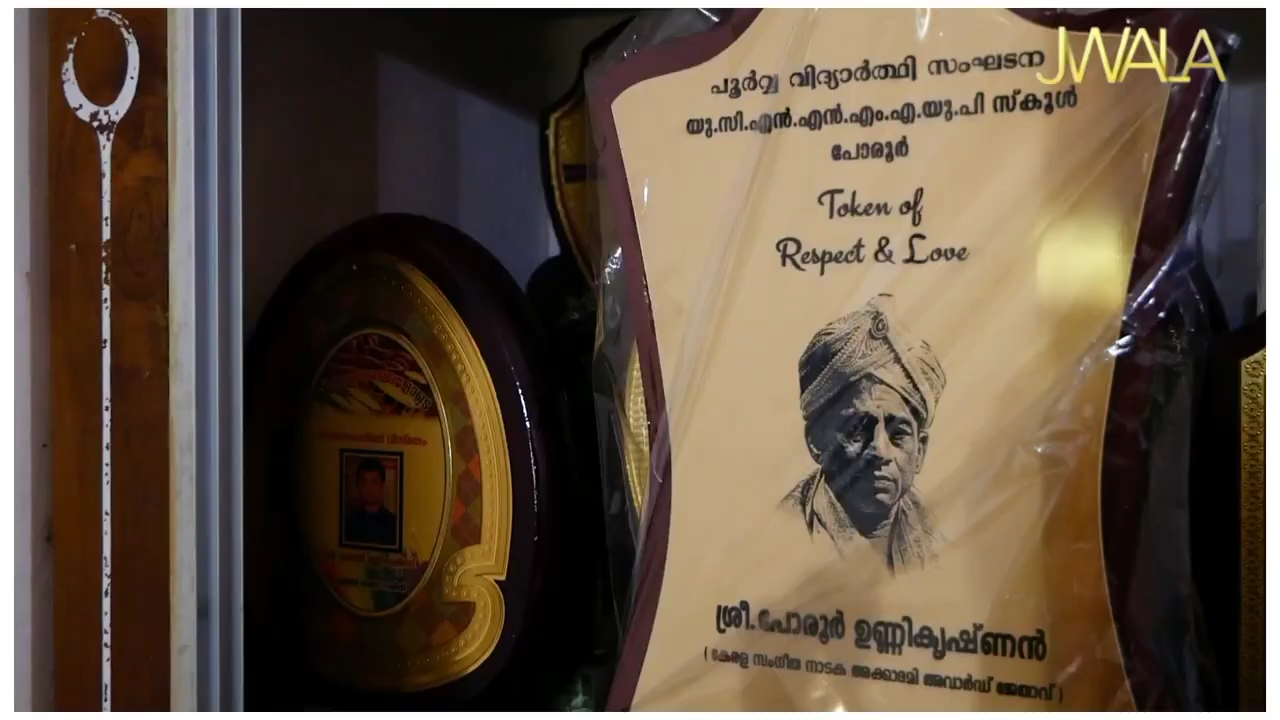 JWALA
പൂർവ്വ വിദ്യാർത്ഥി സംഘടന
യു.സി.എൻ.എൻ.എം.എ.യു.പി സ്കൂൾ
പോരൂർ
Token of
Respect & Love
ശ്രീ.പോരൂർ ഉണ്ണികൃഷ്ണൻ
(കേരള സംഗീത നാടക അക്കാദമി അവാർഡ് ജേതാവ്)